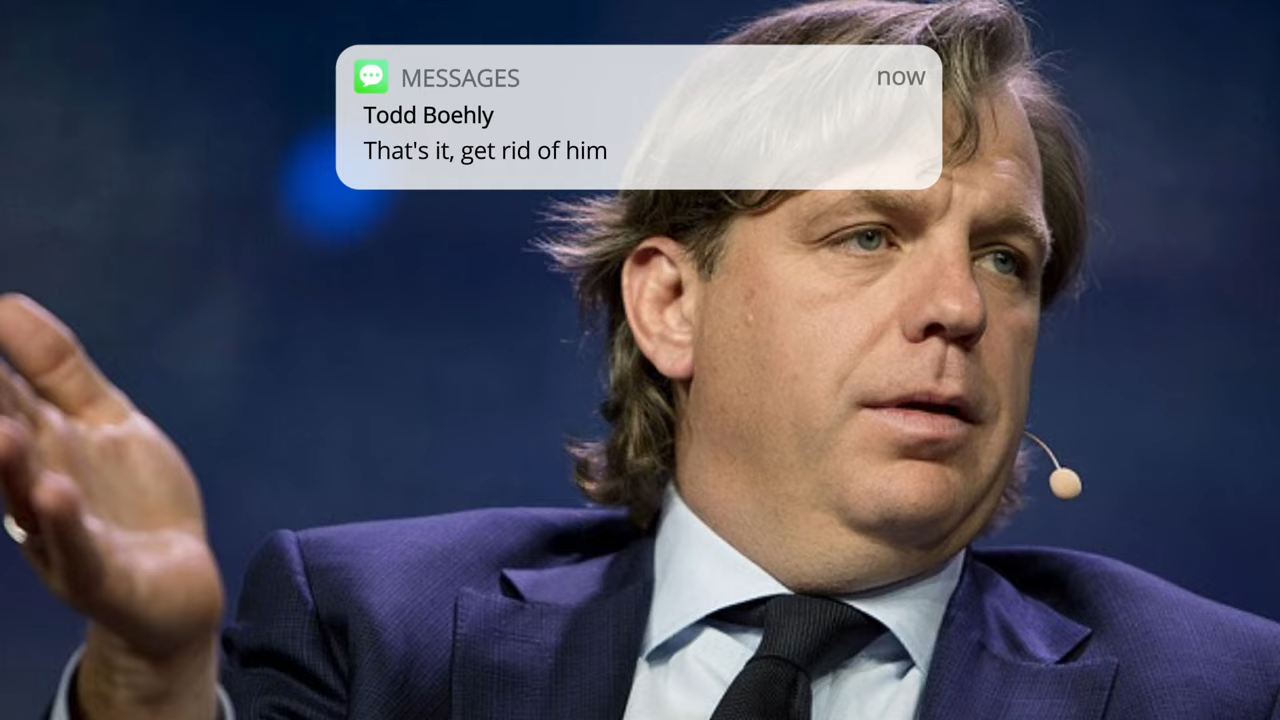 MESSAGES now
Todd Boehly
That's it, get rid of him